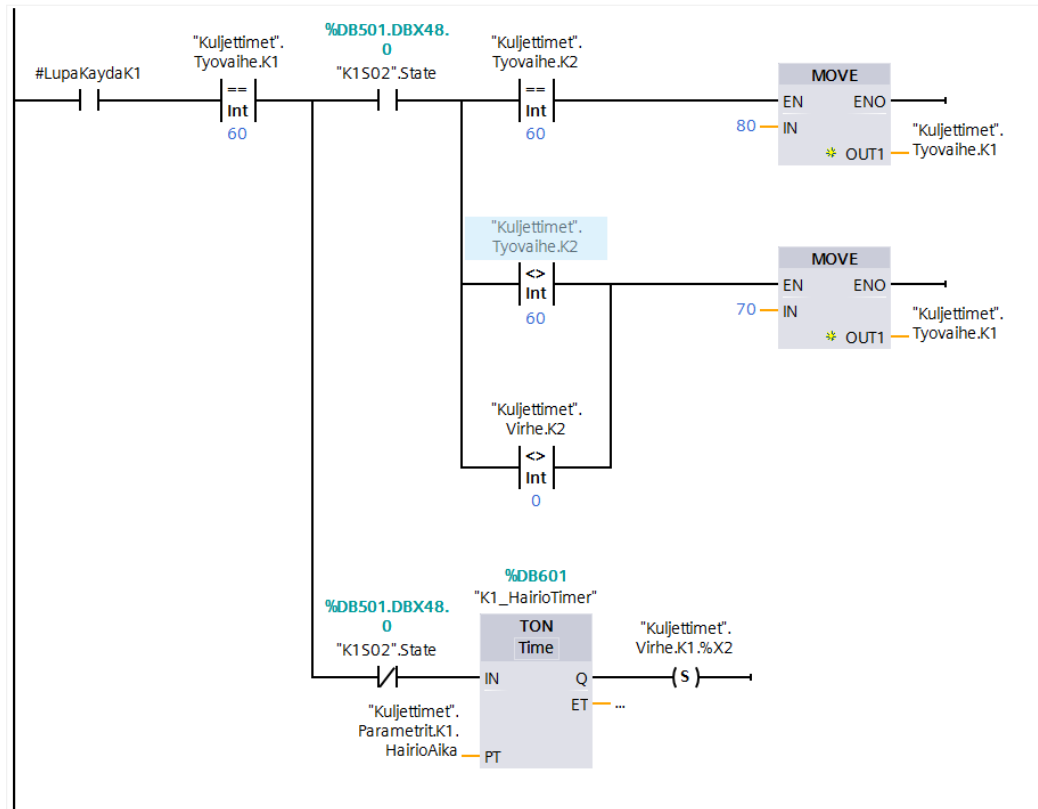 #LupaKaydaK1
"Kuljettimet".
Tyovaihe.K1
==
Int
60
%DB501.DBX48.
0
"K1S02".State
"Kuljettimet".
Tyovaihe.K2
==
Int
60
MOVE
EN ENO
80 IN
OUT1
"Kuljettimet".
Tyovaihe.K1
"Kuljettimet".
Tyovaihe.K2
<>
Int
60
MOVE
EN ENO
70 IN
OUT1
"Kuljettimet".
Tyovaihe.K1
"Kuljettimet".
Virhe.K2
<>
Int
0
%DB501.DBX48.
0
"K1S02".State
%DB601
"K1_HairioTimer"
TON
Time
IN Q
ET ...
"Kuljettimet".
Parametrit.K1.
HairioAika
PT
"Kuljettimet".
Virhe.K1.%X2
S